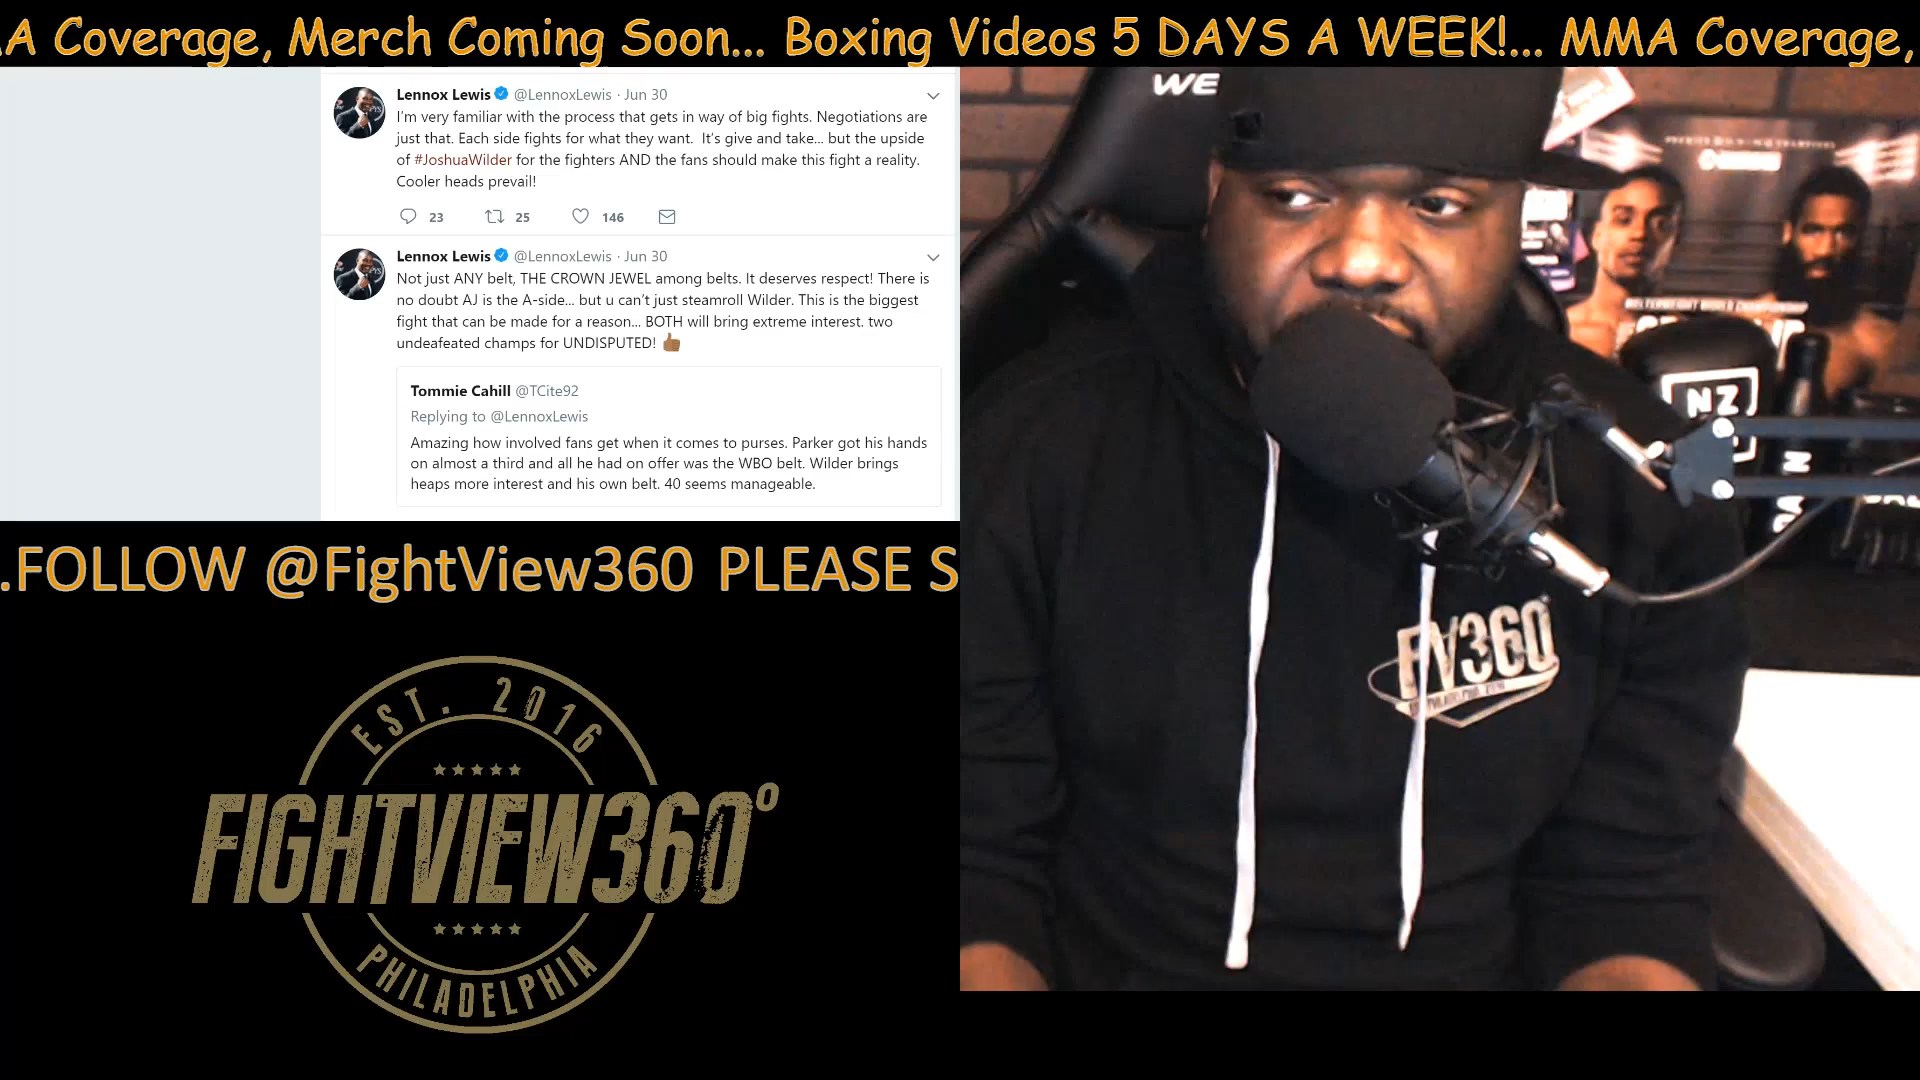 A Coverage, Merch Coming Soon... Boxing Videos 5 DAYS A WEEK!... MMA Coverage,
Lennox Lewis @LennoxLewis · Jun 30
I'm very familiar with the process that gets in way of big fights. Negotiations are
just that. Each side fights for what they want. It's give and take... but the upside
of #JoshuaWilder for the fighters AND the fans should make this fight a reality.
Cooler heads prevail!
23 25 146
Lennox Lewis @LennoxLewis · Jun 30
Not just ANY belt, THE CROWN JEWEL among belts. It deserves respect! There is
no doubt AJ is the A-side... but u can't just steamroll Wilder. This is the biggest
fight that can be made for a reason... BOTH will bring extreme interest. two
undeafeated champs for UNDISPUTED! 👍🏾
Tommie Cahill @TCite92
Replying to @LennoxLewis
Amazing how involved fans get when it comes to purses. Parker got his hands
on almost a third and all he had on offer was the WBO belt. Wilder brings
heaps more interest and his own belt. 40 seems manageable.
.FOLLOW @FightView360 PLEASE S
EST. 2016
FIGHTVIEW360°
PHILADELPHIA
WE
NZ
FV360°